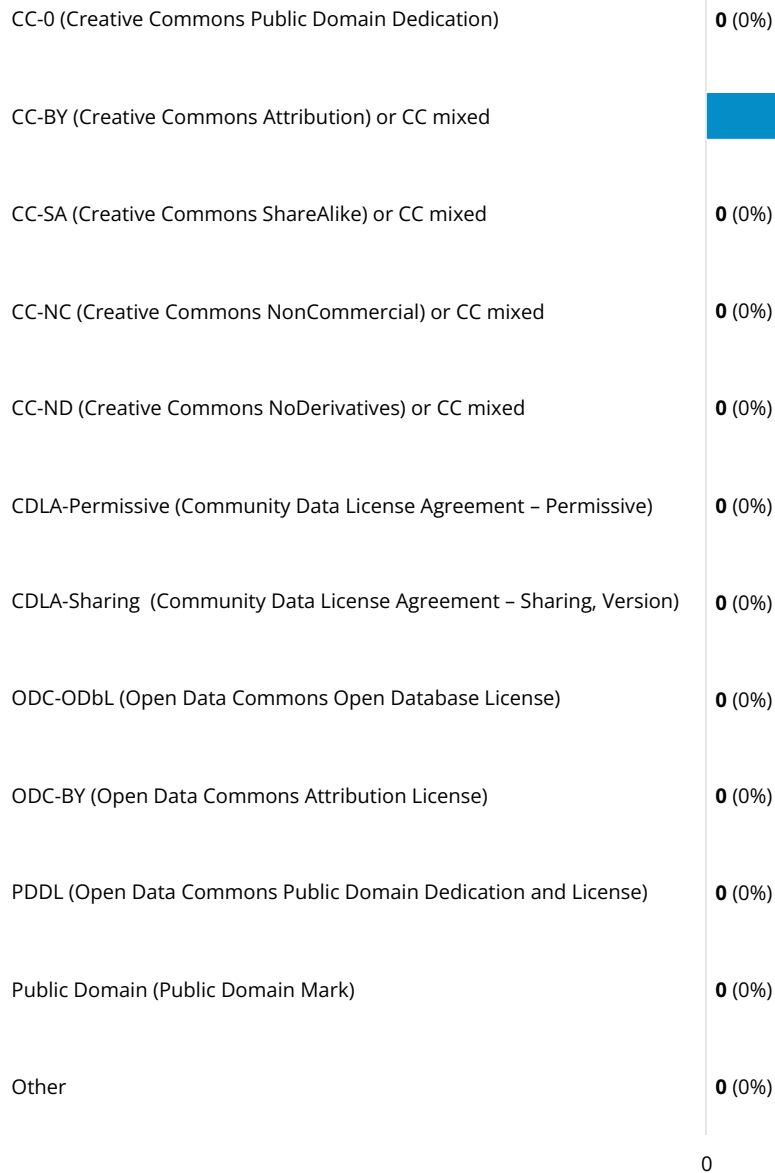 CC-0 (Creative Commons Public Domain Dedication) 0 (0%)
CC-BY (Creative Commons Attribution) or CC mixed
CC-SA (Creative Commons ShareAlike) or CC mixed 0 (0%)
CC-NC (Creative Commons NonCommercial) or CC mixed 0 (0%)
CC-ND (Creative Commons NoDerivatives) or CC mixed 0 (0%)
CDLA-Permissive (Community Data License Agreement – Permissive) 0 (0%)
CDLA-Sharing (Community Data License Agreement – Sharing, Version) 0 (0%)
ODC-ODbL (Open Data Commons Open Database License) 0 (0%)
ODC-BY (Open Data Commons Attribution License) 0 (0%)
PDDL (Open Data Commons Public Domain Dedication and License) 0 (0%)
Public Domain (Public Domain Mark) 0 (0%)
Other 0 (0%)
0